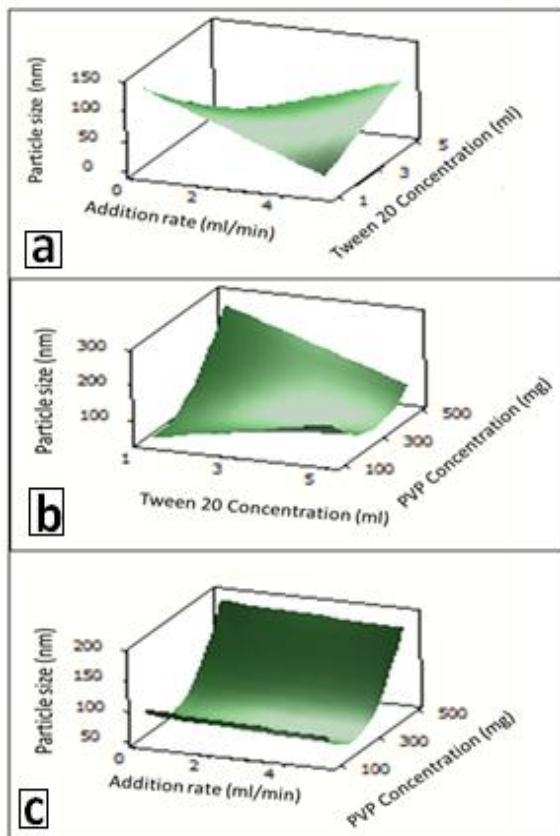 Particle size (nm)
150
100
50
0
0
2
4
Addition rate (ml/min)
1
3
5
Tween 20 Concentration (ml)
a
Particle size (nm)
300
200
100
1
3
5
Tween 20 Concentration (ml)
100
300
500
PVP Concentration (mg)
b
Particle size (nm)
200
150
100
50
0
2
4
Addition rate (ml/min)
100
300
500
PVP Concentration (mg)
c